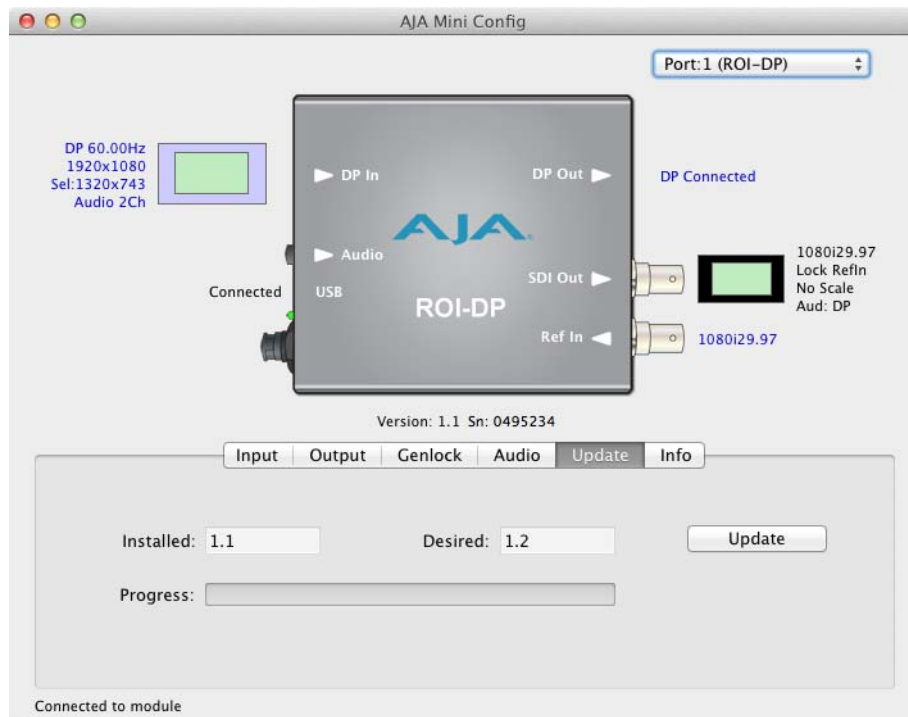 AJA Mini Config
Port:1 (ROI-DP)
DP 60.00Hz
1920x1080
Sel:1320x743
Audio 2Ch
DP In
DP Out
DP Connected
AJA
Audio
Connected
USB
SDI Out
ROI-DP
Ref In
1080i29.97
Lock RefIn
No Scale
Aud: DP
1080i29.97
Version: 1.1 Sn: 0495234
Input Output Genlock Audio Update Info
Installed: 1.1 Desired: 1.2 Update
Progress:
Connected to module